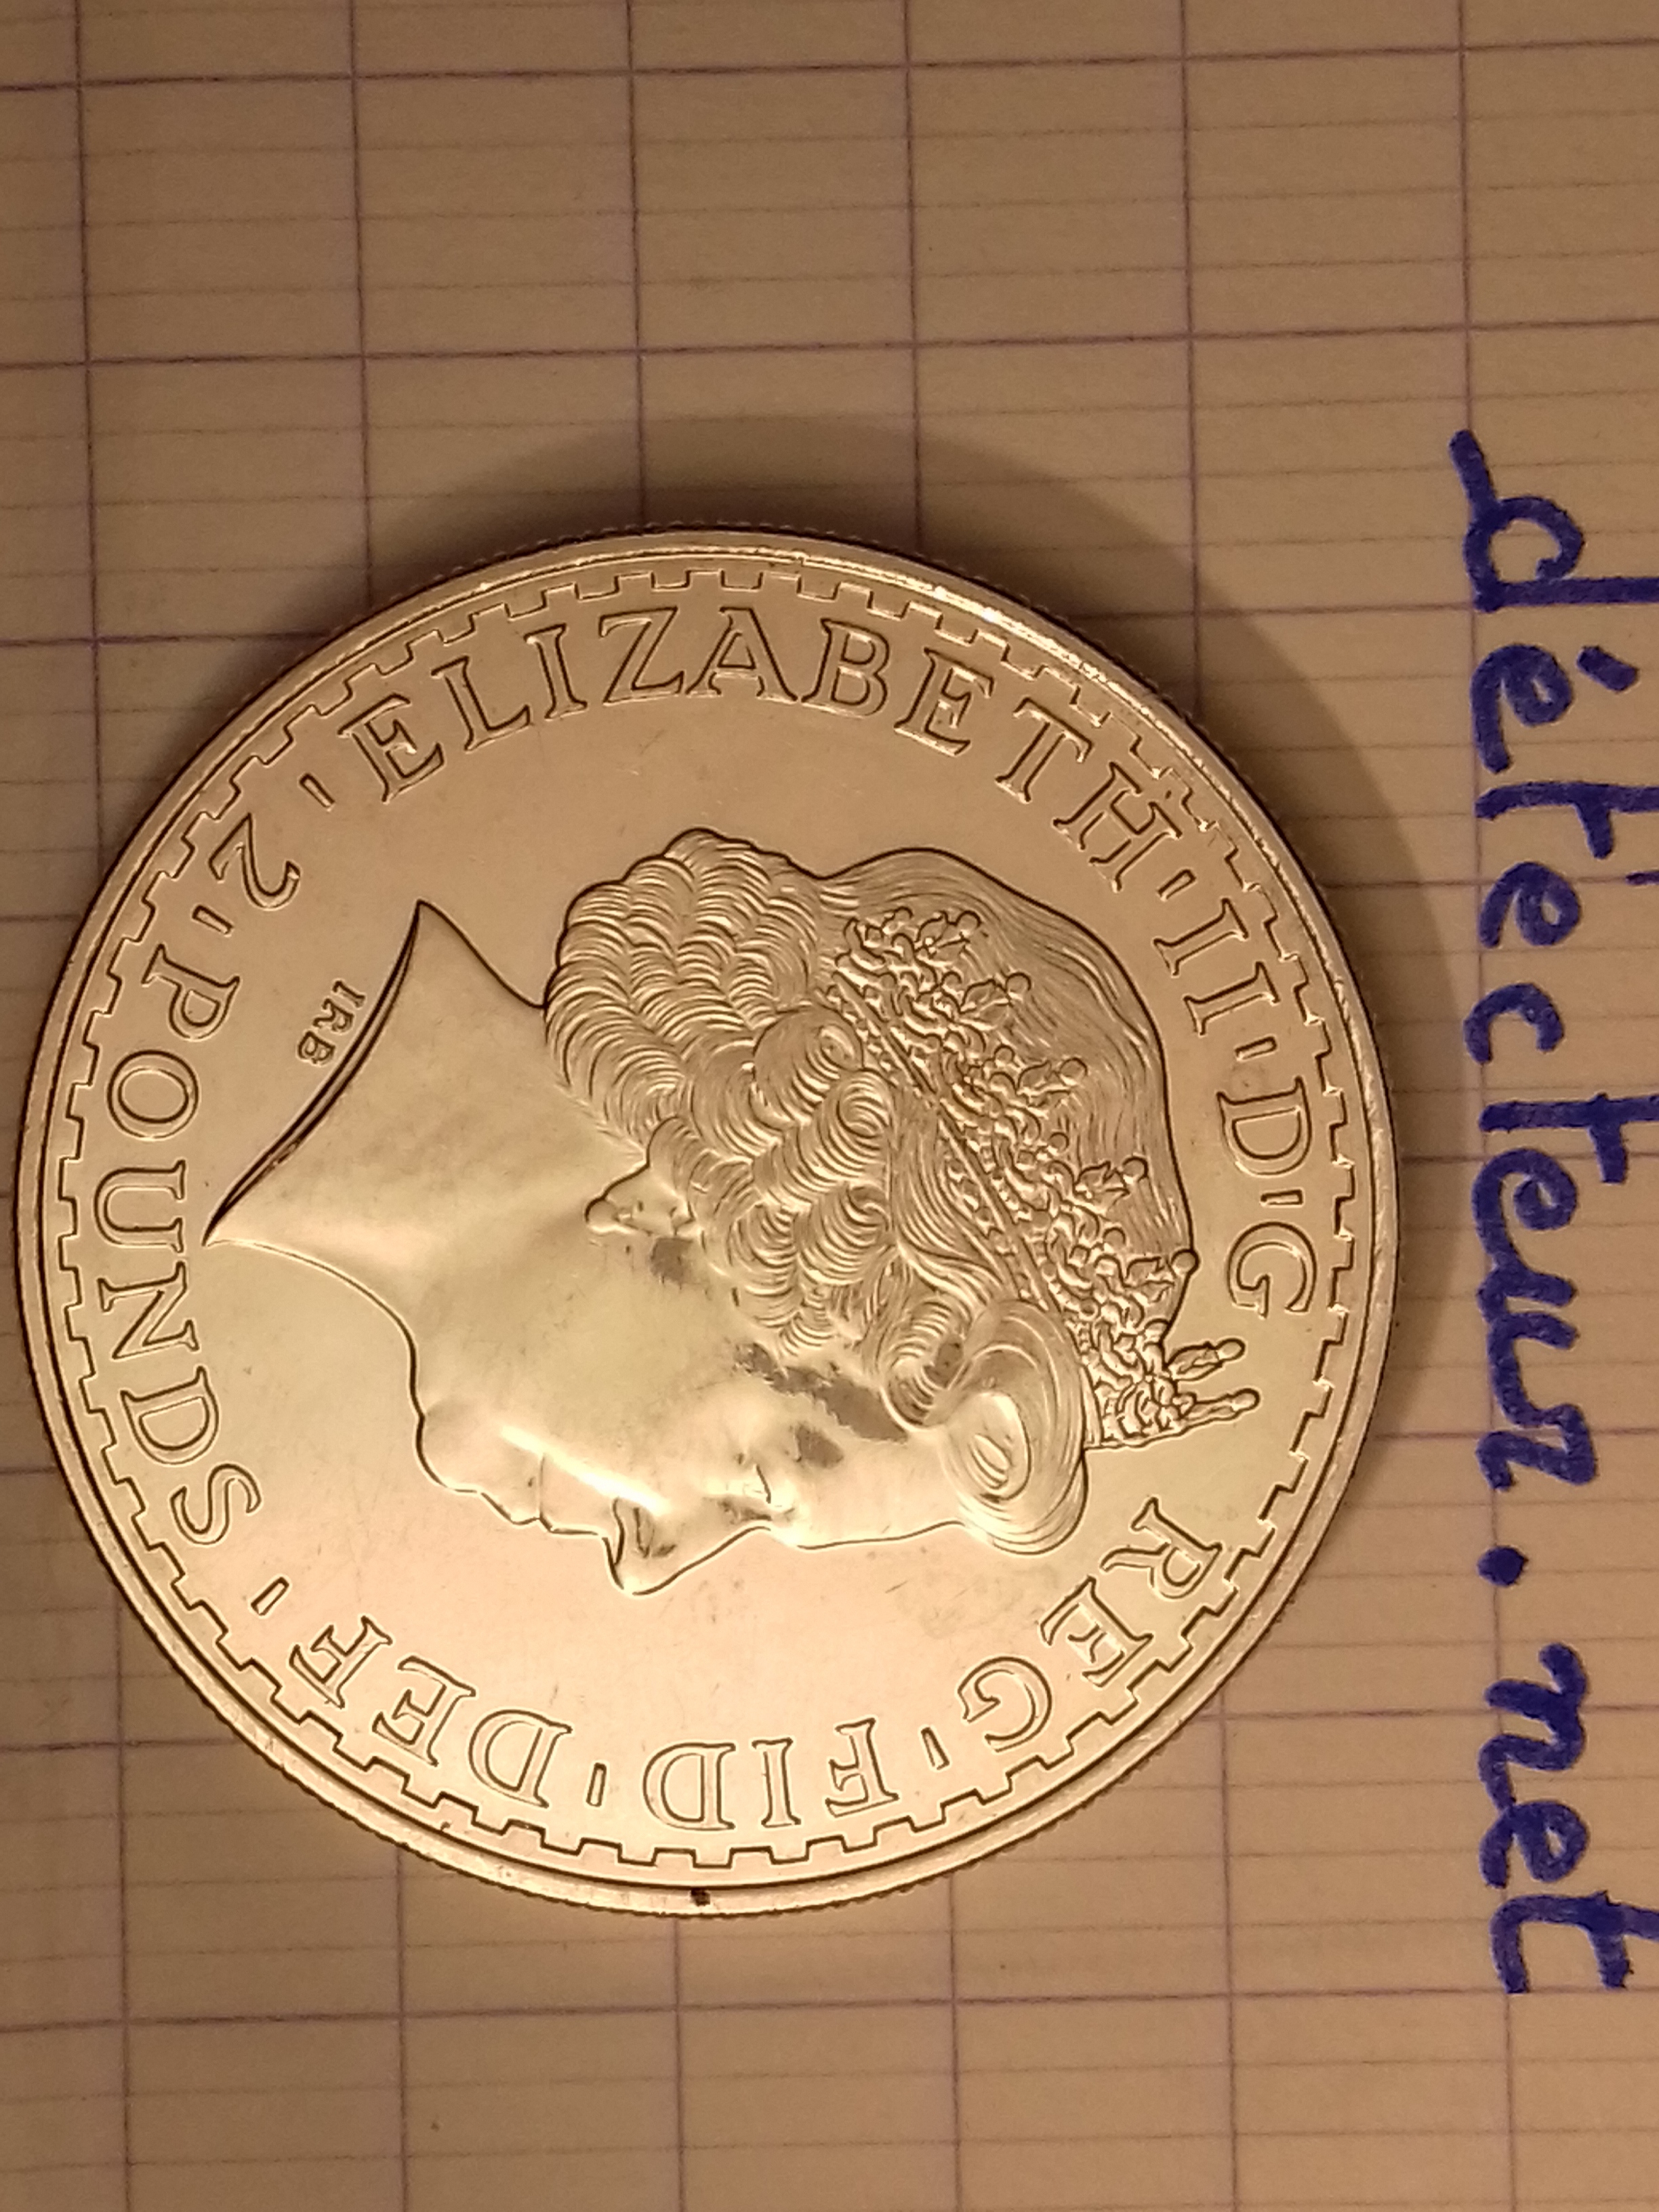 ELIZABETH · II · D · G · REG · FID · DEF · 2 · POUNDS
IRB
détecteur.net